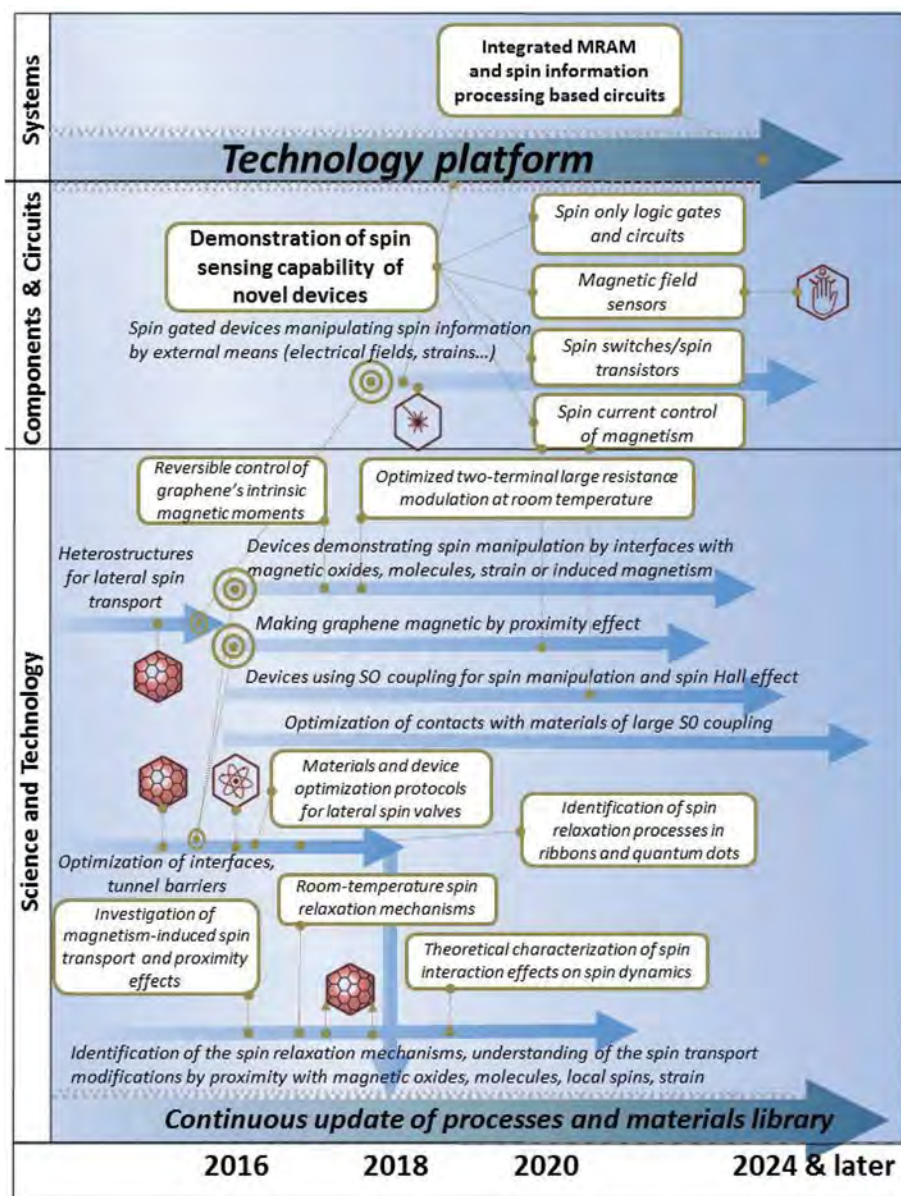 Systems
Integrated MRAM
and spin information
processing based circuits
Technology platform
Components & Circuits
Demonstration of spin
sensing capability of
novel devices
Spin only logic gates
and circuits
Magnetic field
sensors
Spin switches/spin
transistors
Spin current control
of magnetism
Spin gated devices manipulating spin information
by external means (electrical fields, strains...)
Science and Technology
Reversible control of
graphene's intrinsic
magnetic moments
Optimized two-terminal large resistance
modulation at room temperature
Heterostructures
for lateral spin
transport
Devices demonstrating spin manipulation by interfaces with
magnetic oxides, molecules, strain or induced magnetism
Making graphene magnetic by proximity effect
Devices using SO coupling for spin manipulation and spin Hall effect
Optimization of contacts with materials of large S0 coupling
Materials and device
optimization protocols
for lateral spin valves
Identification of spin
relaxation processes in
ribbons and quantum dots
Optimization of interfaces,
tunnel barriers
Room-temperature spin
relaxation mechanisms
Investigation of
magnetism-induced spin
transport and proximity
effects
Theoretical characterization of spin
interaction effects on spin dynamics
Identification of the spin relaxation mechanisms, understanding of the spin transport
modifications by proximity with magnetic oxides, molecules, local spins, strain
Continuous update of processes and materials library
2016
2018
2020
2024 & later